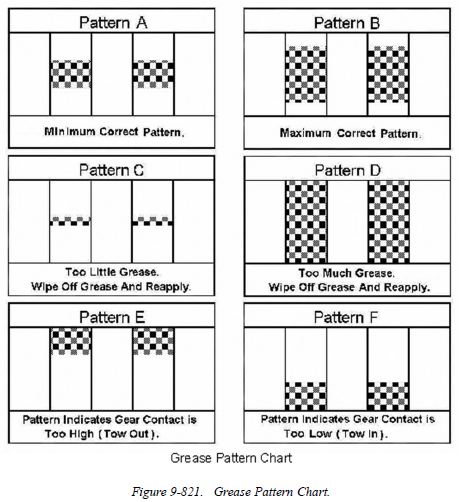 Pattern A
Minimum Correct Pattern.
Pattern B
Maximum Correct Pattern.
Pattern C
Too Little Grease.
Wipe Off Grease And Reapply.
Pattern D
Too Much Grease.
Wipe Off Grease And Reapply.
Pattern E
Pattern Indicates Gear Contact is
Too High (Tow Out).
Pattern F
Pattern Indicates Gear Contact is
Too Low (Tow In).
Grease Pattern Chart
Figure 9-821. Grease Pattern Chart.